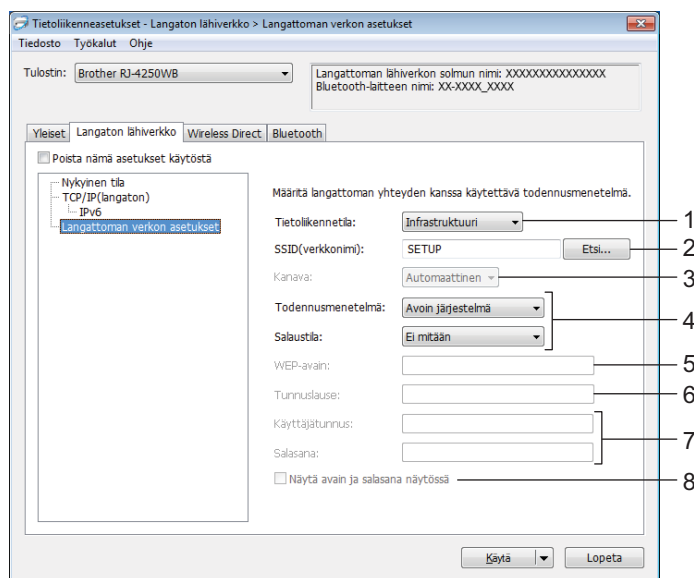 Tietoliikenneasetukset - Langaton lähiverkko > Langattoman verkon asetukset
Tiedosto Työkalut Ohje
Tulostin: Brother RJ-4250WB
Langattoman lähiverkon solmun nimi: XXXXXXXXXXXXXXX
Bluetooth-laitteen nimi: XX-XXXX_XXXX
Yleiset Langaton lähiverkko Wireless Direct Bluetooth
Poista nämä asetukset käytöstä
Nykyinen tila
TCP/IP(langaton)
IPv6
Langattoman verkon asetukset
Määritä langattoman yhteyden kanssa käytettävä todennusmenetelmä.
Tietoliikennetila: Infrastruktuuri 1
SSID(verkkonimi): SETUP Etsi... 2
Kanava: Automaattinen 3
Todennusmenetelmä: Avoin järjestelmä
4
Salaustila: Ei mitään
WEP-avain: 5
Tunnuslause: 6
Käyttäjätunnus:
7
Salasana:
Näytä avain ja salasana näytössä 8
Käytä Lopeta